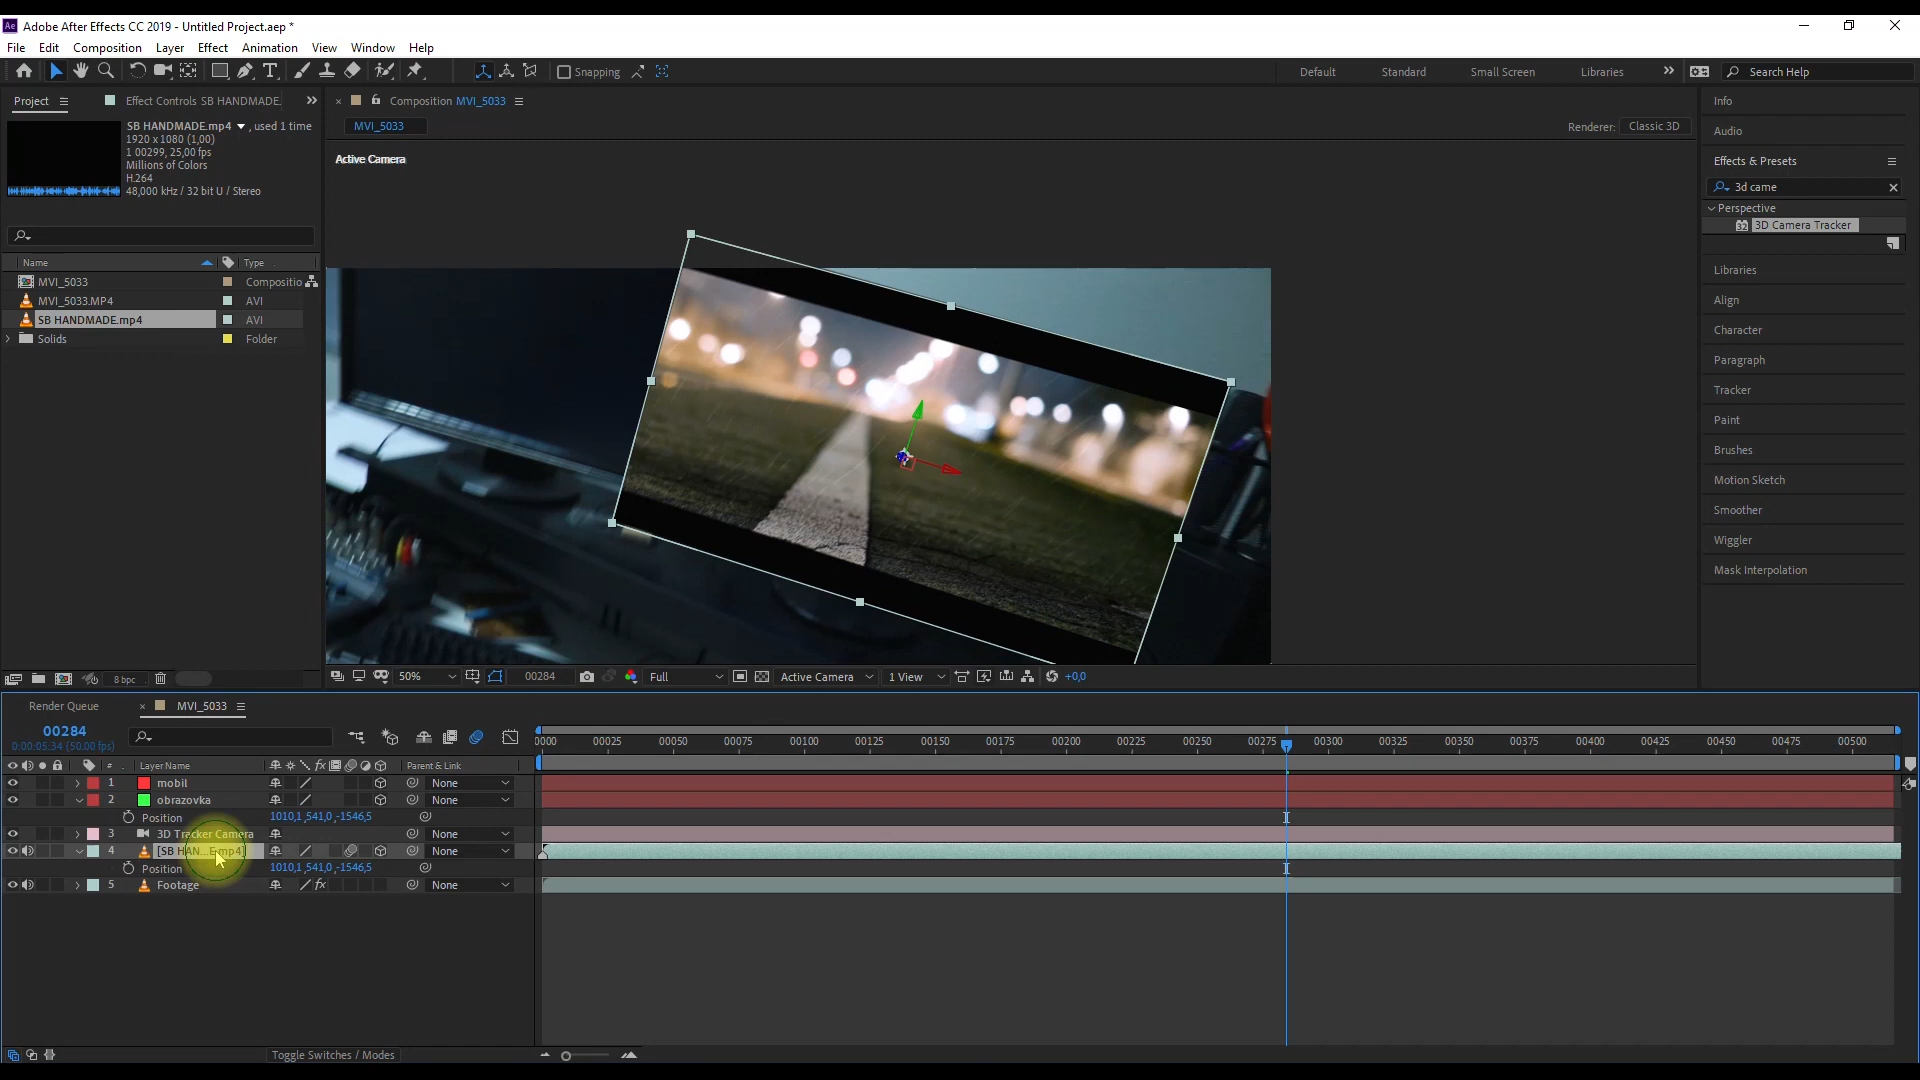 Ae Adobe After Effects CC 2019 - Untitled Project.aep *
File Edit Composition Layer Effect Animation View Window Help
Snapping
Default Standard Small Screen Libraries » Search Help
Project Effect Controls SB HANDMADE. »
SB HANDMADE.mp4 , used 1 time
1920 x 1080 (1,00)
1 00299, 25,00 fps
Millions of Colors
H.264
48,000 kHz / 32 bit U / Stereo
Name Type
MVI_5033 Compositio
MVI_5033.MP4 AVI
SB HANDMADE.mp4 AVI
Solids Folder
8 bpc
× Composition MVI_5033
MVI_5033
Renderer: Classic 3D
Active Camera
50% 00284 Full Active Camera 1 View +0,0
Info
Audio
Effects & Presets
3d came
Perspective
32 3D Camera Tracker
Libraries
Align
Character
Paragraph
Tracker
Paint
Brushes
Motion Sketch
Smoother
Wiggler
Mask Interpolation
Render Queue × MVI_5033
00284
0:00:05:34 (50.00 fps)
0000 00025 00050 00075 00100 00125 00150 00175 00200 00225 00250 00275 00300 00325 00350 00375 00400 00425 00450 00475 00500
# Layer Name fx Parent & Link
1 mobil None
2 obrazovka None
Position 1010,1,541,0,-1546,5
3 3D Tracker Camera None
4 [SB HAN...E.mp4] None
Position 1010,1,541,0,-1546,5
5 Footage fx None
Toggle Switches / Modes